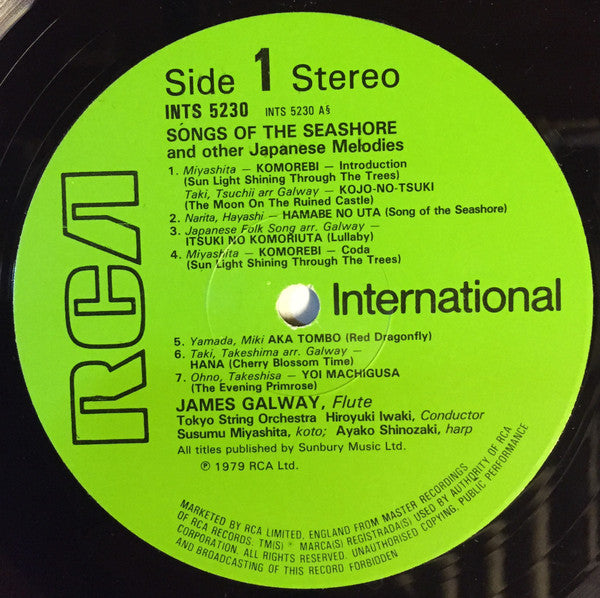 Side 1 Stereo
INTS 5230 INTS 5230 A§
SONGS OF THE SEASHORE
and other Japanese Melodies
1. Miyashita — KOMOREBI — Introduction
(Sun Light Shining Through The Trees)
Taki, Tsuchii arr Galway — KOJO-NO-TSUKI
(The Moon On The Ruined Castle)
2. Narita, Hayashi — HAMABE NO UTA (Song of the Seashore)
3. Japanese Folk Song arr. Galway —
ITSUKI NO KOMORIUTA (Lullaby)
4. Miyashita — KOMOREBI — Coda
(Sun Light Shining Through The Trees)
RCA
International
5. Yamada, Miki AKA TOMBO (Red Dragonfly)
6. Taki, Takeshima arr. Galway —
HANA (Cherry Blossom Time)
7. Ohno, Takeshisa — YOI MACHIGUSA
(The Evening Primrose)
JAMES GALWAY, Flute
Tokyo String Orchestra Hiroyuki Iwaki, Conductor
Susumu Miyashita, koto; Ayako Shinozaki, harp
All titles published by Sunbury Music Ltd.
℗ 1979 RCA Ltd.
MARKETED BY RCA LIMITED, ENGLAND FROM MASTER RECORDINGS
OF RCA RECORDS. TM(S) ® MARCA(S) REGISTRADA(S) USED BY AUTHORITY OF RCA
CORPORATION. ALL RIGHTS RESERVED. UNAUTHORISED COPYING, PUBLIC PERFORMANCE
AND BROADCASTING OF THIS RECORD FORBIDDEN